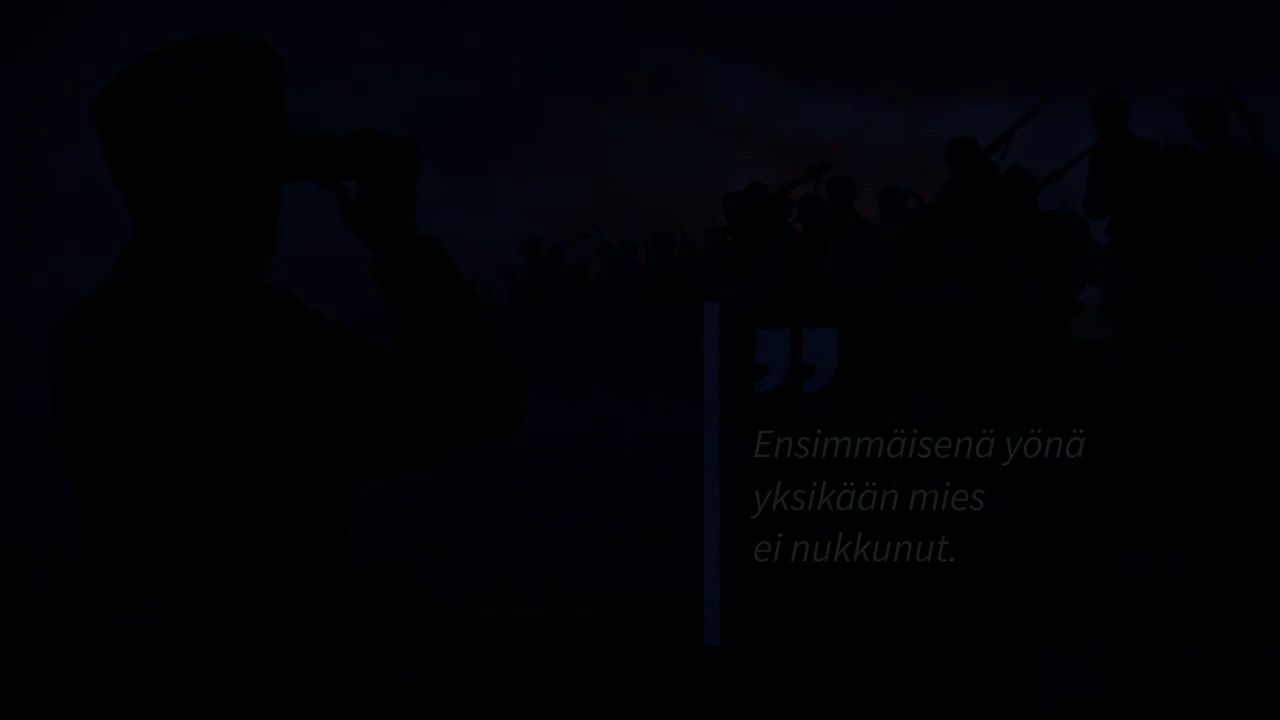 ”
Ensimmäisenä yönä
yksikään mies
ei nukkunut.